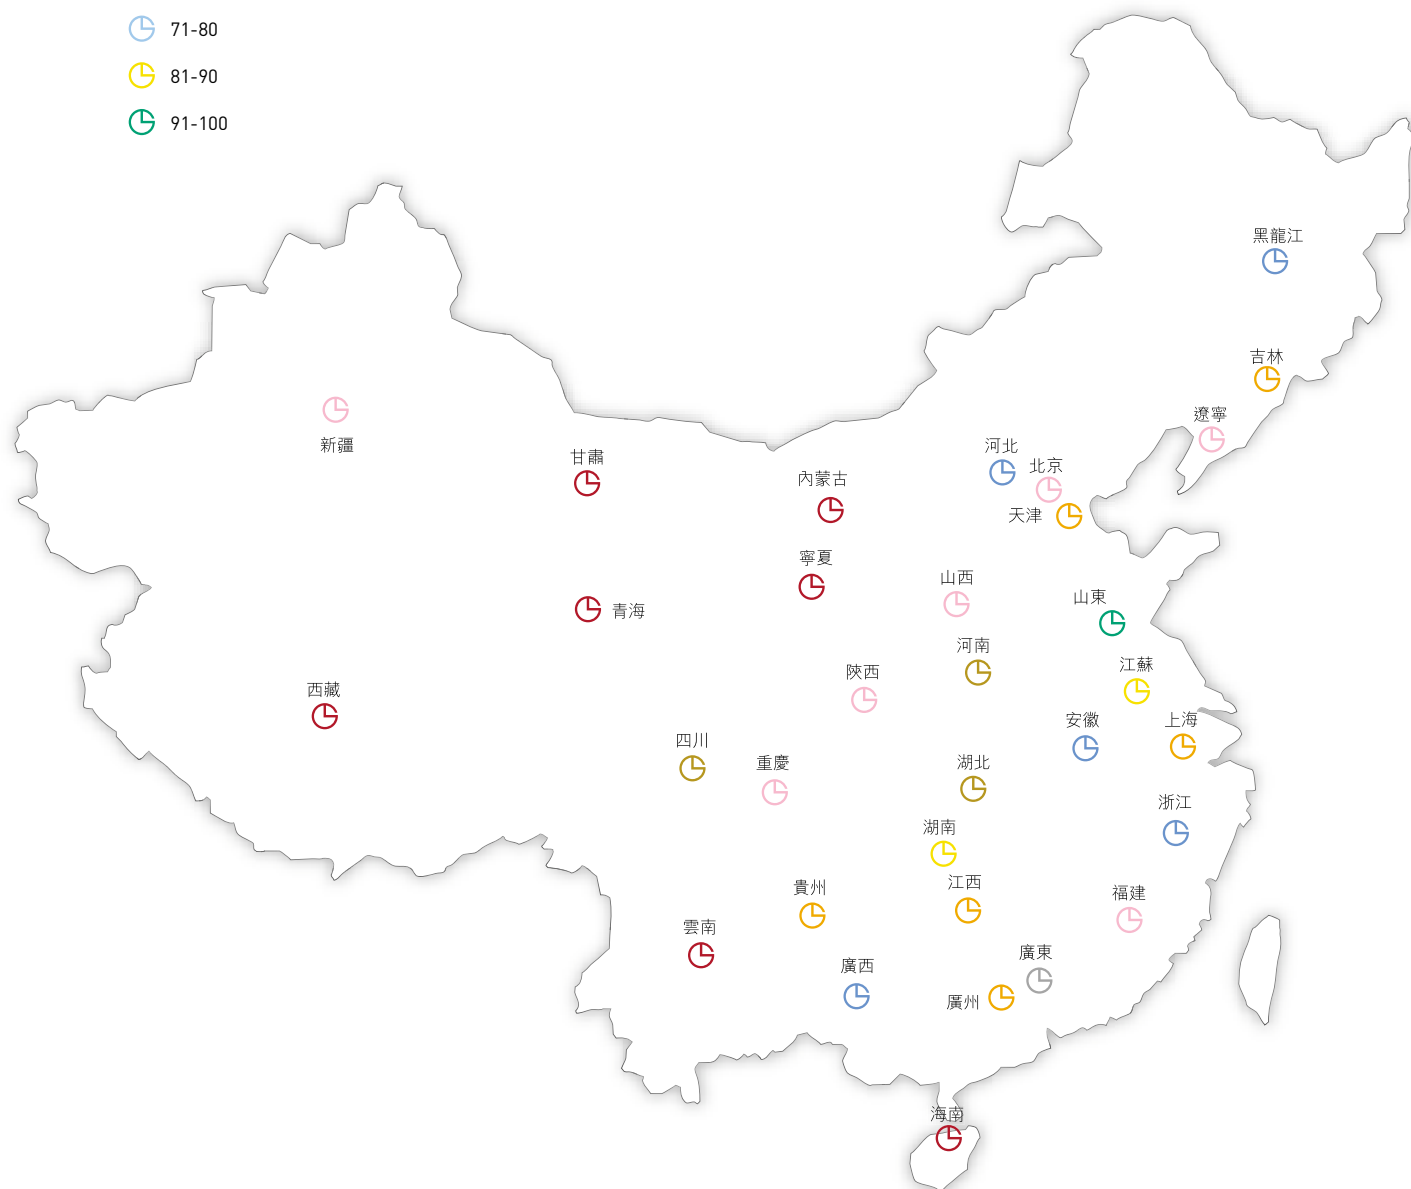 71-80
81-90
91-100
黑龍江
吉林
遼寧
新疆
甘肅
內蒙古
河北
北京
天津
寧夏
山西
山東
青海
河南
江蘇
陝西
西藏
安徽
上海
四川
重慶
湖北
浙江
湖南
江西
貴州
福建
雲南
廣東
廣西
廣州
海南